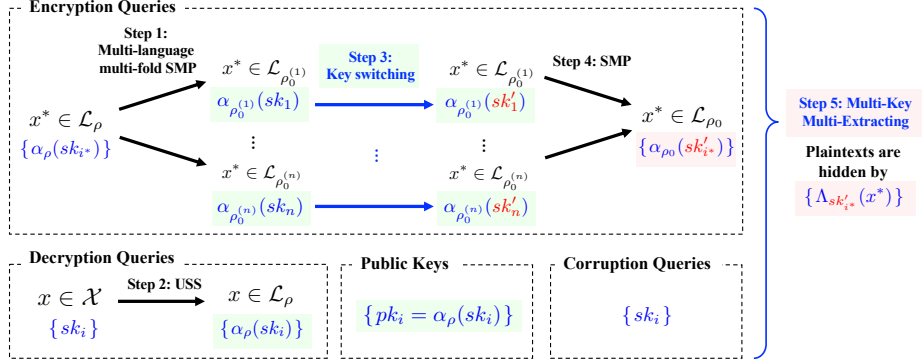 Encryption Queries
Step 1:
Multi-language
multi-fold SMP
x* ∈ ℒ_{ρ_0^{(1)}}
α_{ρ_0^{(1)}}(sk_1)
Step 3:
Key switching
x* ∈ ℒ_{ρ_0^{(1)}}
α_{ρ_0^{(1)}}(sk'_1)
Step 4: SMP
x* ∈ ℒ_ρ
{α_ρ(sk_{i*})}
⋮
⋮
⋮
x* ∈ ℒ_{ρ_0^{(n)}}
α_{ρ_0^{(n)}}(sk_n)
x* ∈ ℒ_{ρ_0^{(n)}}
α_{ρ_0^{(n)}}(sk'_n)
x* ∈ ℒ_{ρ_0}
{α_{ρ_0}(sk'_{i*})}
Step 5: Multi-Key
Multi-Extracting
Plaintexts are
hidden by
{Λ_{sk'_{i*}}(x*)}
Decryption Queries
x ∈ 𝒳
{sk_i}
Step 2: USS
x ∈ ℒ_ρ
{α_ρ(sk_i)}
Public Keys
{pk_i = α_ρ(sk_i)}
Corruption Queries
{sk_i}